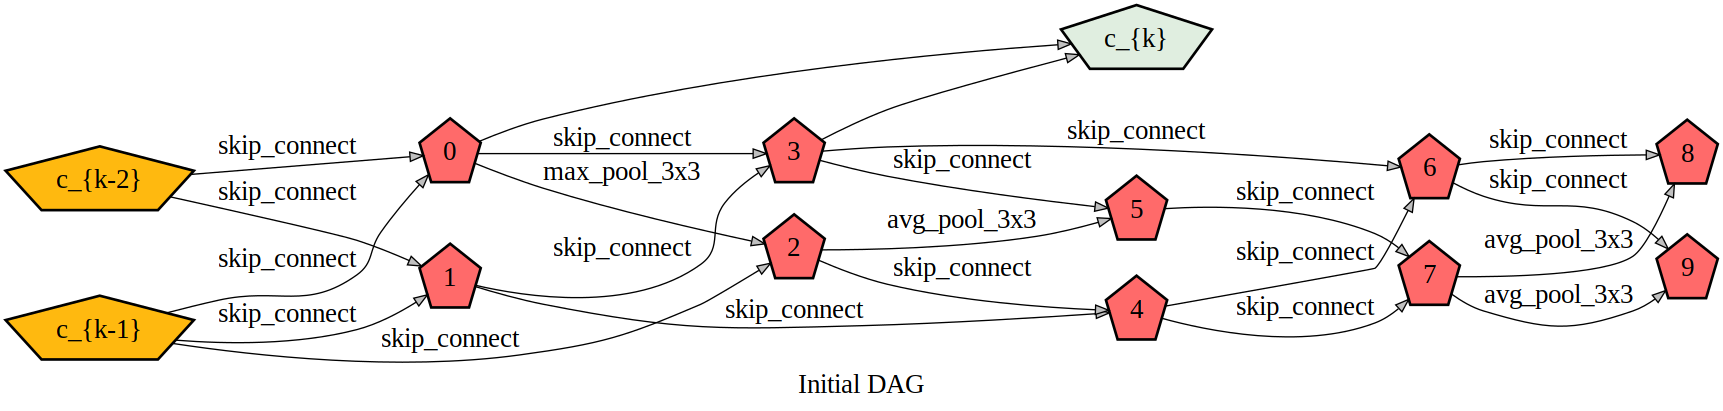 c_{k}
skip_connect
skip_connect
skip_connect
8
skip_connect
0
3
skip_connect
6
max_pool_3x3
c_{k-2}
skip_connect
skip_connect
skip_connect
5
avg_pool_3x3
avg_pool_3x3
2
skip_connect
skip_connect
skip_connect
skip_connect
9
1
7
avg_pool_3x3
skip_connect
skip_connect
4
skip_connect
c_{k-1}
skip_connect
Initial DAG